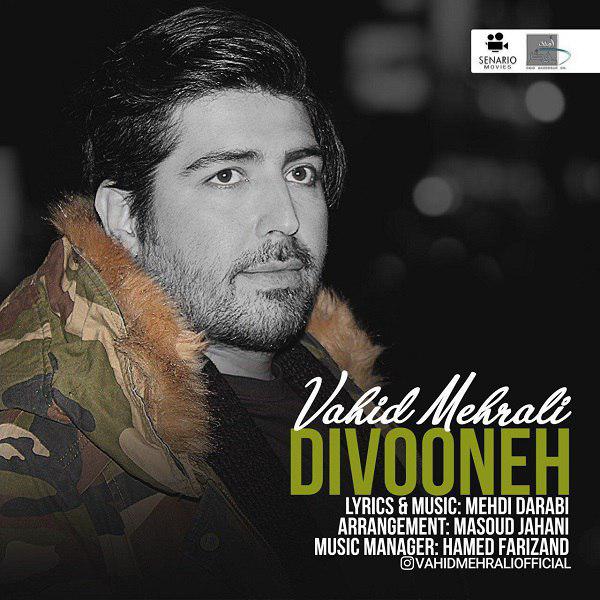 SENARIO
MOVIES
Vahid Mehrali
DIVOONEH
LYRICS & MUSIC: MEHDI DARABI
ARRANGEMENT: MASOUD JAHANI
MUSIC MANAGER: HAMED FARIZAND
VAHIDMEHRALIOFFICIAL